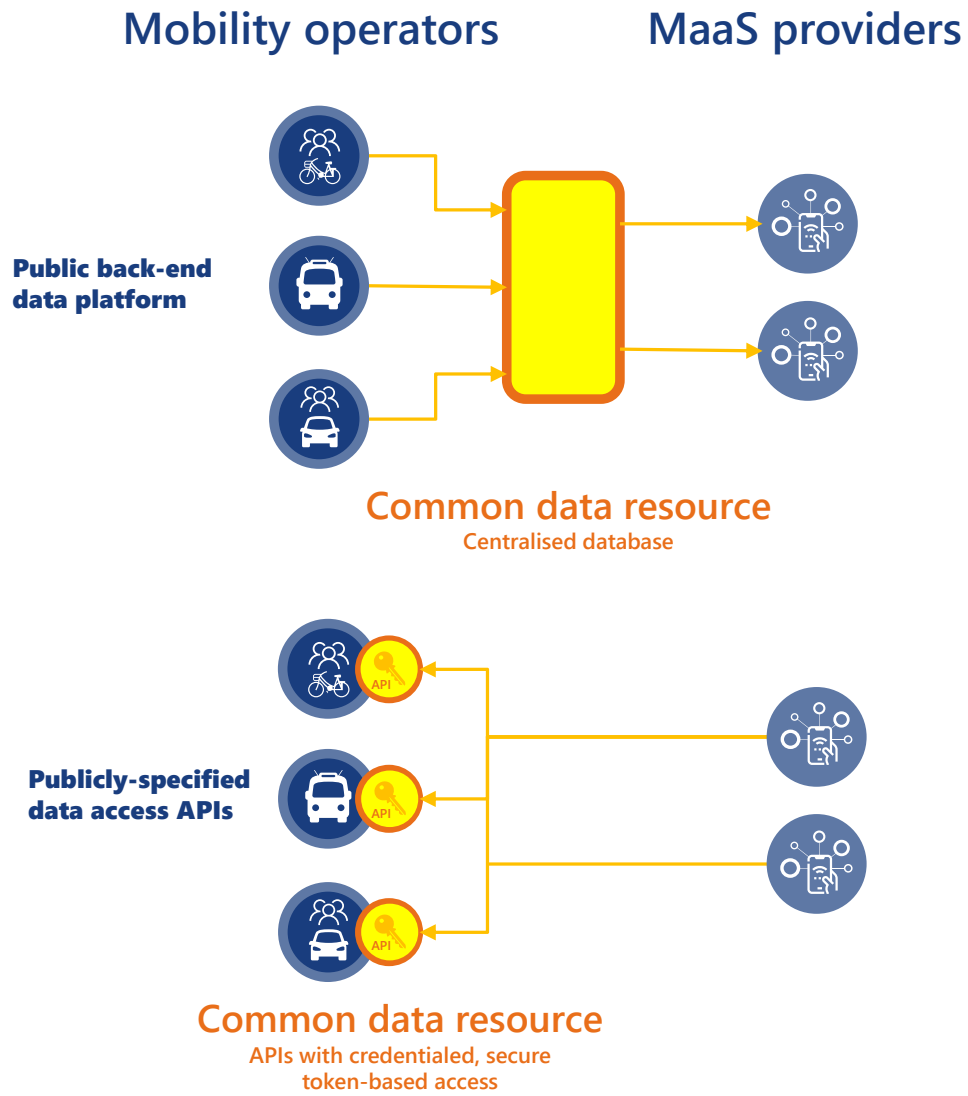 Mobility operators
MaaS providers
Public back-end
data platform
Common data resource
Centralised database
API
Publicly-specified
data access APIs
API
API
Common data resource
APIs with credentialed, secure
token-based access